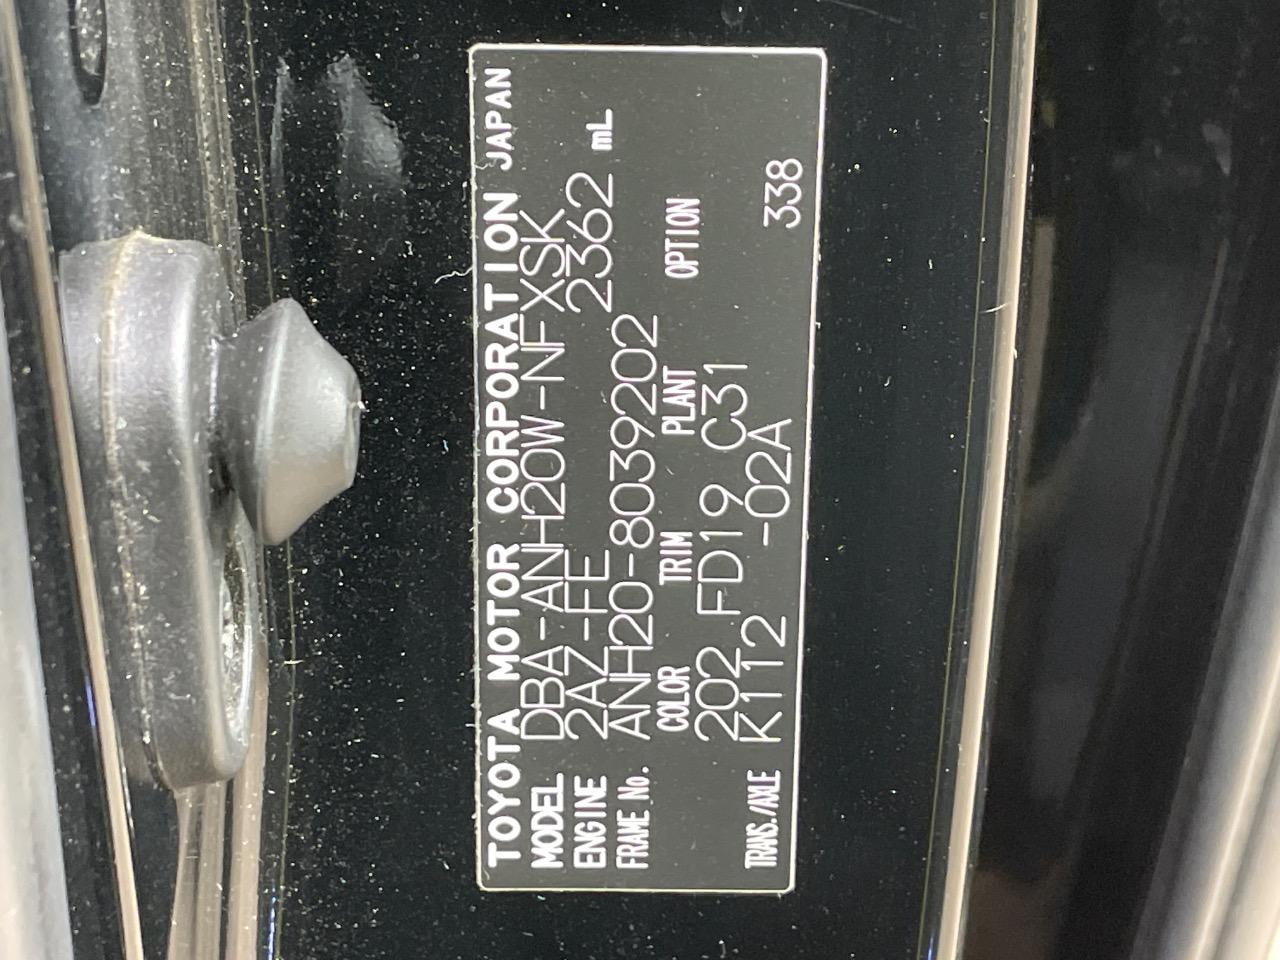 TOYOTA MOTOR CORPORATION JAPAN
MODEL DBA-ANH20W-NFXSK
ENGINE 2AZ-FE 2362 mL
FRAME No. ANH20-8039202
COLOR TRIM PLANT OPTION
202 FD19 C31
TRANS./AXLE K112 -02A 338